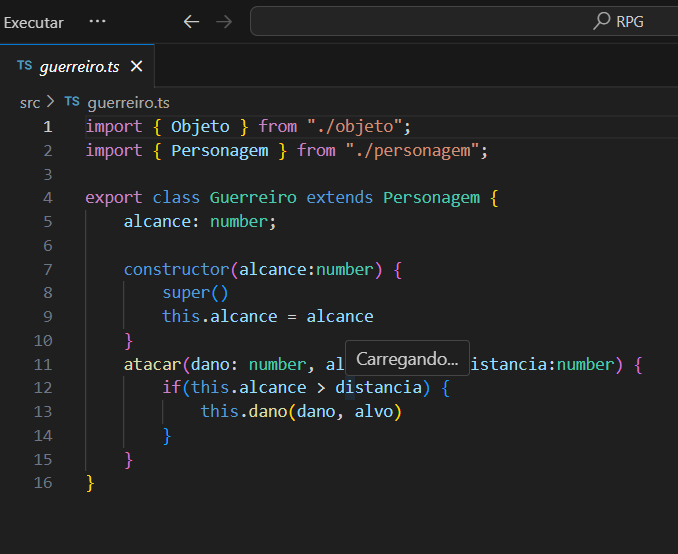 Executar ··· ← → RPG
TS guerreiro.ts ×
src > TS guerreiro.ts
1 import { Objeto } from "./objeto";
2 import { Personagem } from "./personagem";
3
4 export class Guerreiro extends Personagem {
5 alcance: number;
6
7 constructor(alcance:number) {
8 super()
9 this.alcance = alcance
10 }
11 atacar(dano: number, al Carregando... istancia:number) {
12 if(this.alcance > distancia) {
13 this.dano(dano, alvo)
14 }
15 }
16 }